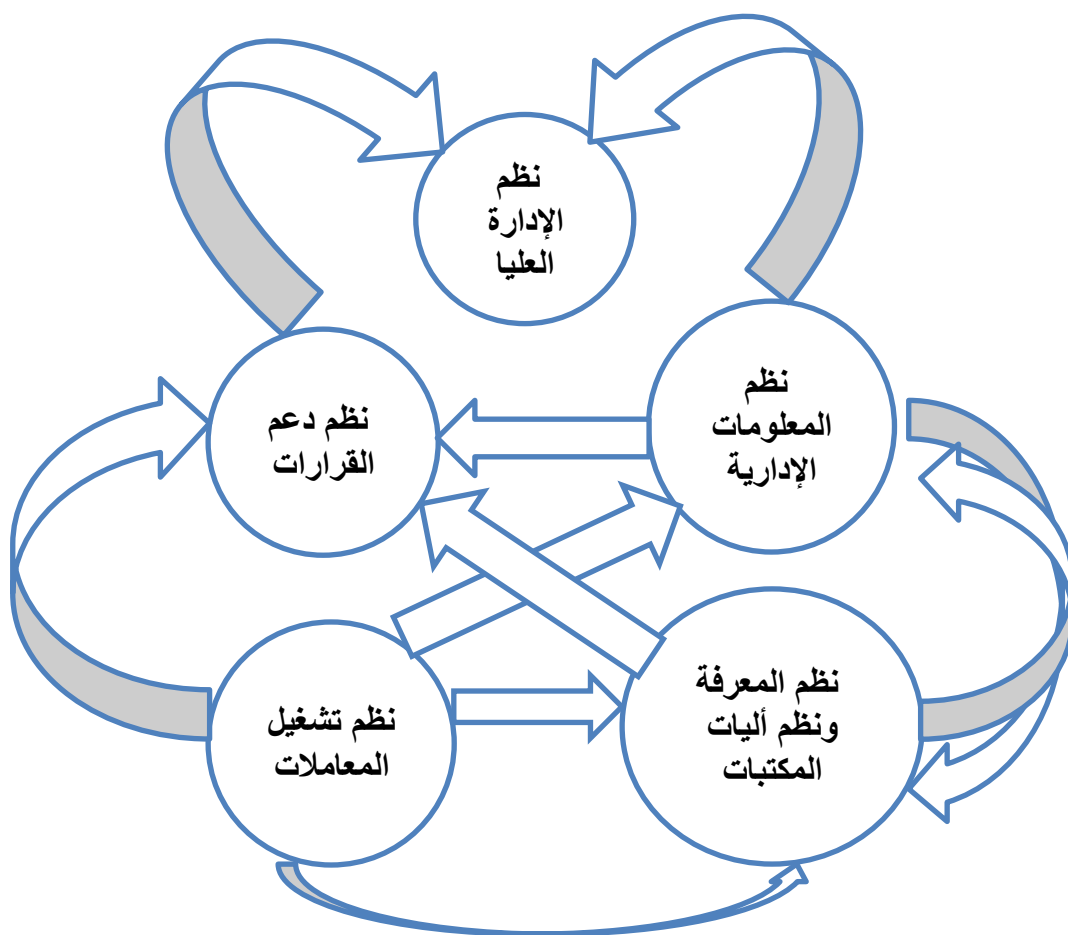 نظم
الإدارة
العليا
نظم
المعلومات
الإدارية
نظم دعم
القرارات
نظم المعرفة
ونظم أليات
المكتبات
نظم تشغيل
المعاملات